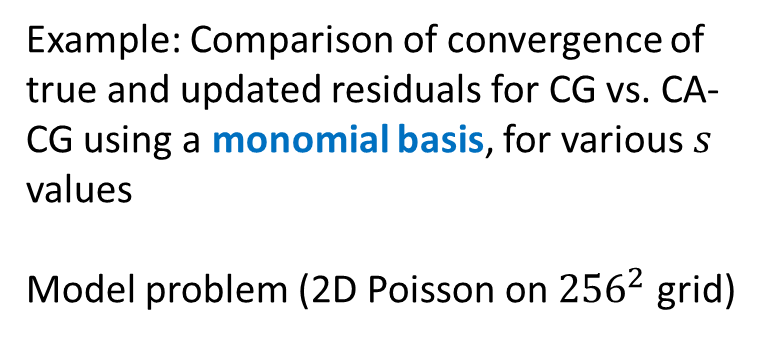 Example: Comparison of convergence of
true and updated residuals for CG vs. CA-
CG using a monomial basis, for various s
values
Model problem (2D Poisson on 256² grid)